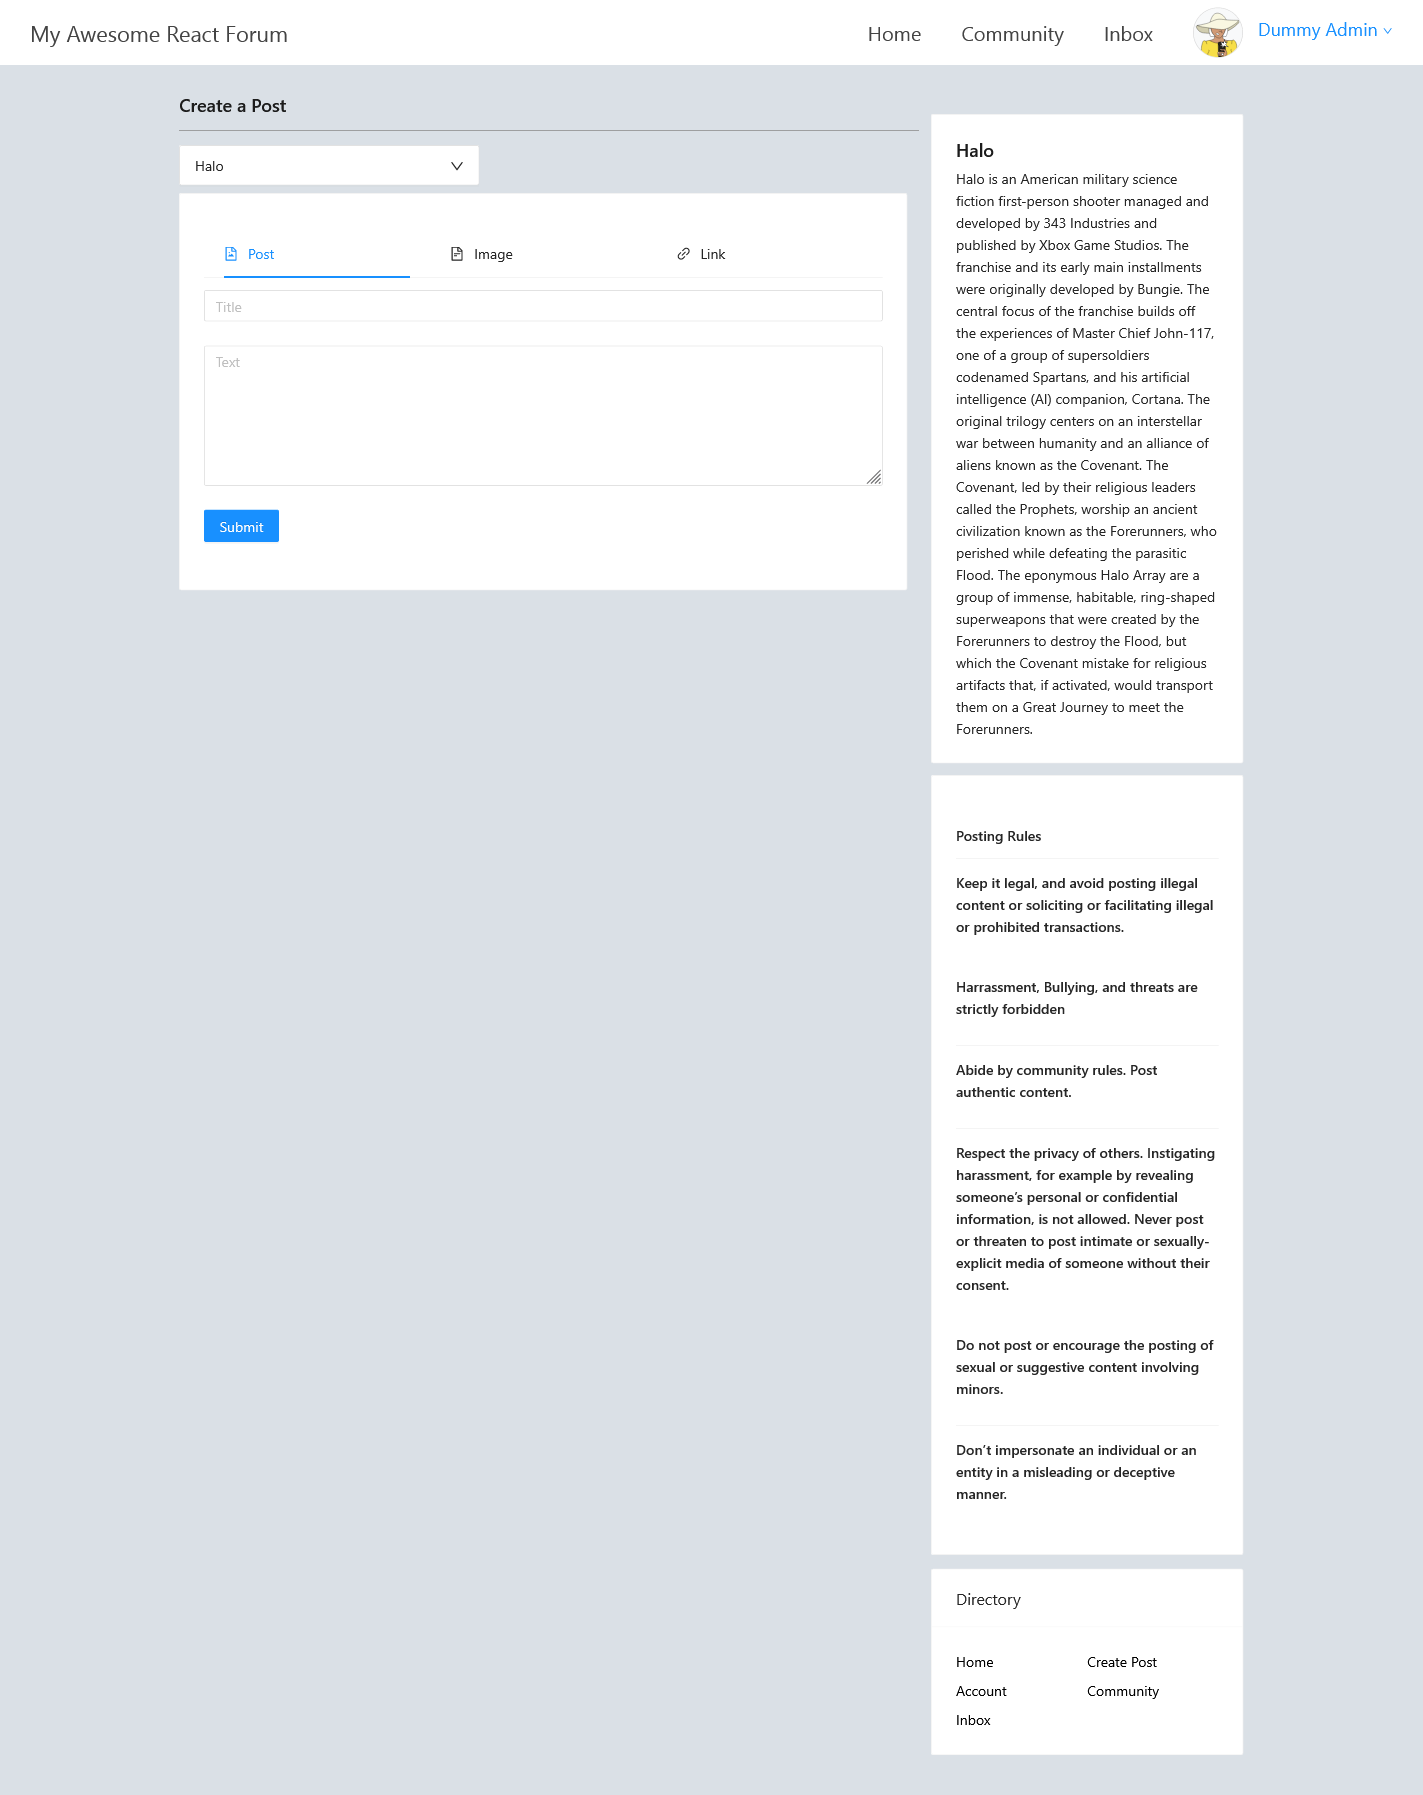 My Awesome React Forum
Home
Community
Inbox
Dummy Admin
Create a Post
Halo
Post
Image
Link
Title
Text
Submit
Halo
Halo is an American military science
fiction first-person shooter managed and
developed by 343 Industries and
published by Xbox Game Studios. The
franchise and its early main installments
were originally developed by Bungie. The
central focus of the franchise builds off
the experiences of Master Chief John-117,
one of a group of supersoldiers
codenamed Spartans, and his artificial
intelligence (AI) companion, Cortana. The
original trilogy centers on an interstellar
war between humanity and an alliance of
aliens known as the Covenant. The
Covenant, led by their religious leaders
called the Prophets, worship an ancient
civilization known as the Forerunners, who
perished while defeating the parasitic
Flood. The eponymous Halo Array are a
group of immense, habitable, ring-shaped
superweapons that were created by the
Forerunners to destroy the Flood, but
which the Covenant mistake for religious
artifacts that, if activated, would transport
them on a Great Journey to meet the
Forerunners.
Posting Rules
Keep it legal, and avoid posting illegal
content or soliciting or facilitating illegal
or prohibited transactions.
Harrassment, Bullying, and threats are
strictly forbidden
Abide by community rules. Post
authentic content.
Respect the privacy of others. Instigating
harassment, for example by revealing
someone’s personal or confidential
information, is not allowed. Never post
or threaten to post intimate or sexually-
explicit media of someone without their
consent.
Do not post or encourage the posting of
sexual or suggestive content involving
minors.
Don’t impersonate an individual or an
entity in a misleading or deceptive
manner.
Directory
Home
Create Post
Account
Community
Inbox